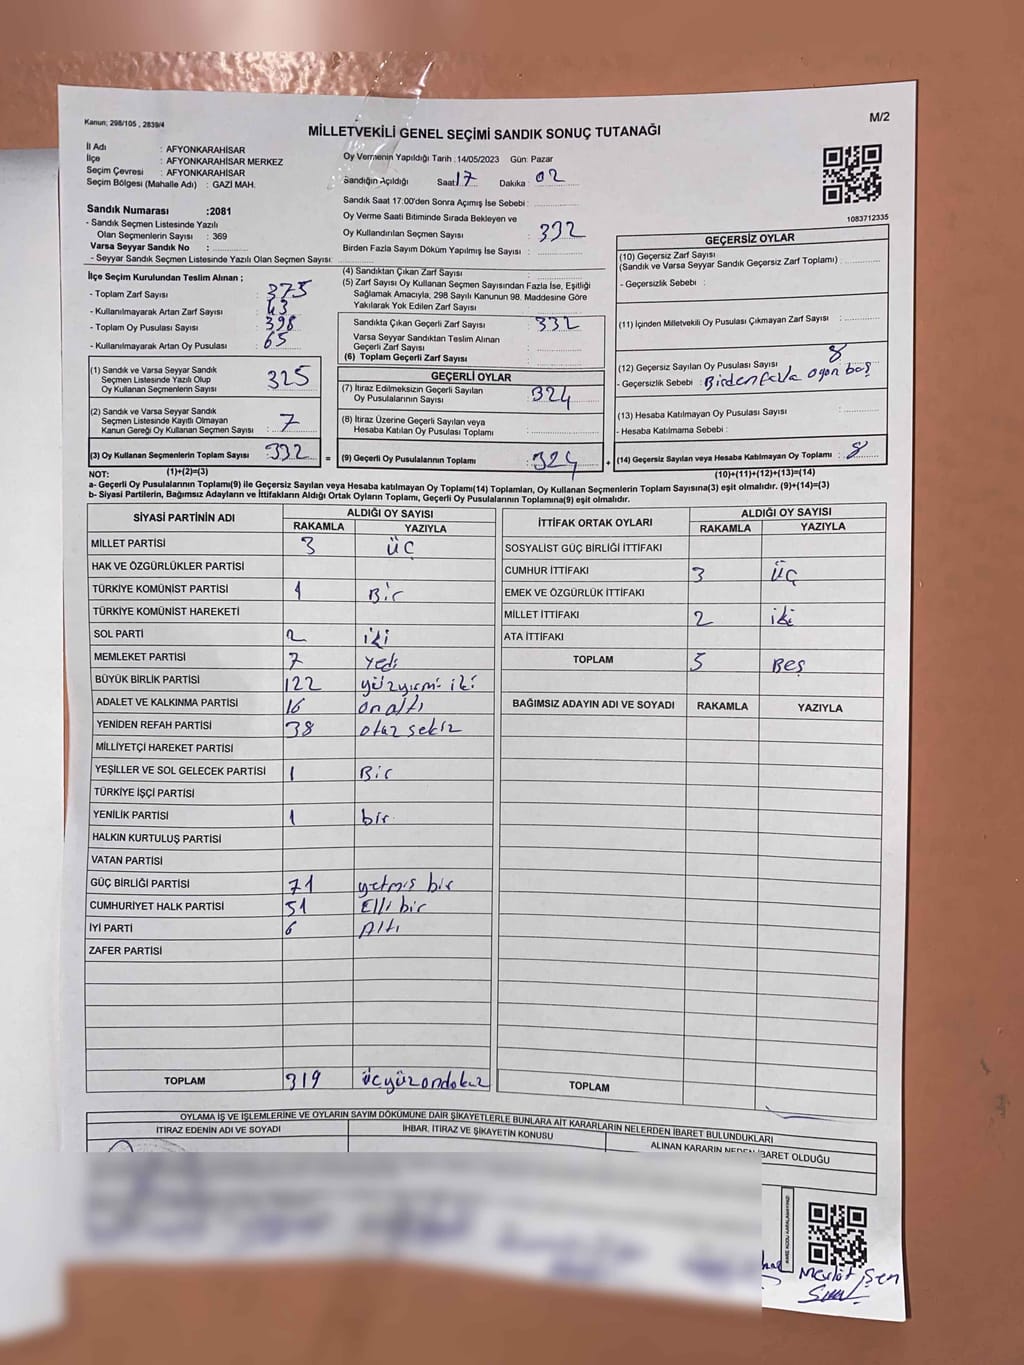 Kanun; 298/105 , 2839/4
M/2
MİLLETVEKİLİ GENEL SEÇİMİ SANDIK SONUÇ TUTANAĞI
İl Adı : AFYONKARAHİSAR
İlçe : AFYONKARAHİSAR MERKEZ
Seçim Çevresi : AFYONKARAHİSAR
Seçim Bölgesi (Mahalle Adı) : GAZİ MAH.
Oy Vermenin Yapıldığı Tarih :14/05/2023 Gün: Pazar
Sandığın Açıldığı Saat 17 Dakika : 02
Sandık Saat 17:00'den Sonra Açımış İse Sebebi :
Oy Verme Saati Bitiminde Sırada Bekleyen ve
Oy Kullandırılan Seçmen Sayısı : 332
Birden Fazla Sayım Döküm Yapılmış İse Sayısı :
1083712335
Sandık Numarası :2081
- Sandık Seçmen Listesinde Yazılı
Olan Seçmenlerin Sayısı : 369
Varsa Seyyar Sandık No :
- Seyyar Sandık Seçmen Listesinde Yazılı Olan Seçmen Sayısı:
İlçe Seçim Kurulundan Teslim Alınan ;
- Toplam Zarf Sayısı : 375
- Kullanılmayarak Artan Zarf Sayısı : 43
- Toplam Oy Pusulası Sayısı : 398
- Kullanılmayarak Artan Oy Pusulası : 65
(1) Sandık ve Varsa Seyyar Sandık
Seçmen Listesinde Yazılı Olup
Oy Kullanan Seçmenlerin Sayısı : 325
(2) Sandık ve Varsa Seyyar Sandık
Seçmen Listesinde Kayıtlı Olmayan
Kanun Gereği Oy Kullanan Seçmen Sayısı : 7
(3) Oy Kullanan Seçmenlerin Toplam Sayısı : 332
(1)+(2)=(3)
(4) Sandıktan Çıkan Zarf Sayısı :
(5) Zarf Sayısı Oy Kullanan Seçmen Sayısından Fazla İse, Eşitliği
Sağlamak Amacıyla, 298 Sayılı Kanunun 98. Maddesine Göre
Yakılarak Yok Edilen Zarf Sayısı :
Sandıkta Çıkan Geçerli Zarf Sayısı : 332
Varsa Seyyar Sandıktan Teslim Alınan
Geçerli Zarf Sayısı :
(6) Toplam Geçerli Zarf Sayısı :
GEÇERLİ OYLAR
(7) İtiraz Edilmeksizin Geçerli Sayılan
Oy Pusulalarının Sayısı : 324
(8) İtiraz Üzerine Geçerli Sayılan veya
Hesaba Katılan Oy Pusulası Toplamı :
= (9) Geçerli Oy Pusulalarının Toplamı : 324 +
GEÇERSİZ OYLAR
(10) Geçersiz Zarf Sayısı
(Sandık ve Varsa Seyyar Sandık Geçersiz Zarf Toplamı) :
- Geçersizlik Sebebi :
(11) İçinden Milletvekili Oy Pusulası Çıkmayan Zarf Sayısı :
(12) Geçersiz Sayılan Oy Pusulası Sayısı : 8
- Geçersizlik Sebebi : Birden fazla
(13) Hesaba Katılmayan Oy Pusulası Sayısı :
- Hesaba Katılmama Sebebi :
(14) Geçersiz Sayılan veya Hesaba Katılmayan Oy Toplamı : 8
(10)+(11)+(12)+(13)=(14)
NOT:
a- Geçerli Oy Pusulalarının Toplamı(9) ile Geçersiz Sayılan veya Hesaba katılmayan Oy Toplamı(14) Toplamları, Oy Kullanan Seçmenlerin Toplam Sayısına(3) eşit olmalıdır. (9)+(14)=(3)
b- Siyasi Partilerin, Bağımsız Adayların ve İttifakların Aldığı Ortak Oyların Toplamı, Geçerli Oy Pusulalarının Toplamına(9) eşit olmalıdır.
SİYASİ PARTİNİN ADI ALDIĞI OY SAYISI
RAKAMLA YAZIYLA
MİLLET PARTİSİ 3 üç
HAK VE ÖZGÜRLÜKLER PARTİSİ
TÜRKİYE KOMÜNİST PARTİSİ 1 Bir
TÜRKİYE KOMÜNİST HAREKETİ
SOL PARTİ 2 iki
MEMLEKET PARTİSİ 7 yedi
BÜYÜK BİRLİK PARTİSİ 122 yüzyirmi iki
ADALET VE KALKINMA PARTİSİ 16 on altı
YENİDEN REFAH PARTİSİ 38 otuz sekiz
MİLLİYETÇİ HAREKET PARTİSİ
YEŞİLLER VE SOL GELECEK PARTİSİ 1 Bir
TÜRKİYE İŞÇİ PARTİSİ
YENİLİK PARTİSİ 1 bir
HALKIN KURTULUŞ PARTİSİ
VATAN PARTİSİ
GÜÇ BİRLİĞİ PARTİSİ 71 yetmiş bir
CUMHURİYET HALK PARTİSİ 51 Elli bir
İYİ PARTİ 6 Altı
ZAFER PARTİSİ
TOPLAM 319 üçyüzondokuz
İTTİFAK ORTAK OYLARI ALDIĞI OY SAYISI
RAKAMLA YAZIYLA
SOSYALİST GÜÇ BİRLİĞİ İTTİFAKI
CUMHUR İTTİFAKI 3 üç
EMEK VE ÖZGÜRLÜK İTTİFAKI
MİLLET İTTİFAKI 2 iki
ATA İTTİFAKI
TOPLAM 5 Beş
BAĞIMSIZ ADAYIN ADI VE SOYADI RAKAMLA YAZIYLA
TOPLAM
OYLAMA İŞ VE İŞLEMLERİNE VE OYLARIN SAYIM DÖKÜMÜNE DAİR ŞİKAYETLERLE BUNLARA AİT KARARLARIN NELERDEN İBARET BULUNDUKLARI
İTİRAZ EDENİN ADI VE SOYADI İHBAR, İTİRAZ VE ŞİKAYETİN KONUSU ALINAN KARARIN NEDEN İBARET OLDUĞU
Mevlüt Şen